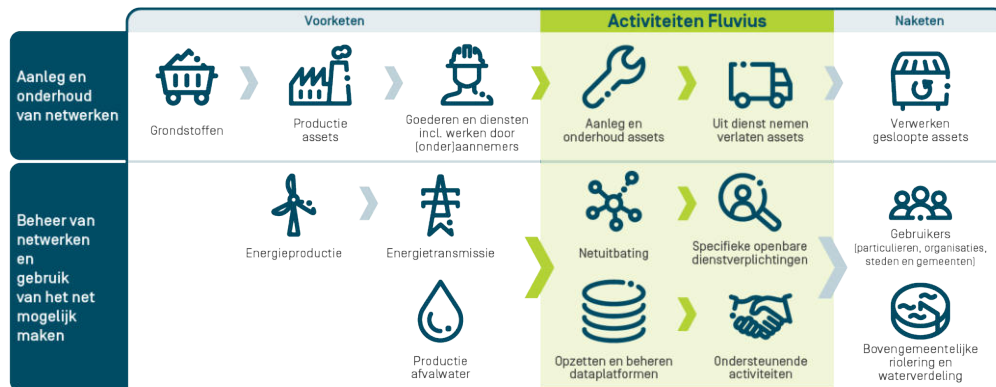 Voorketen
Activiteiten Fluvius
Naketen
Aanleg en
onderhoud
van netwerken
Grondstoffen
Productie
assets
Goederen en diensten
incl. werken door
(onder)aannemers
Aanleg en
onderhoud assets
Uit dienst nemen
verlaten assets
Verwerken
gesloopte assets
Beheer van
netwerken
en
gebruik
van het net
mogelijk
maken
Energieproductie
Energietransmissie
Netuitbating
Specifieke openbare
dienstverplichtingen
Gebruikers
(particulieren, organisaties,
steden en gemeenten)
Productie
afvalwater
Opzetten en beheren
dataplatformen
Ondersteunende
activiteiten
Bovengemeentelijke
riolering en
waterverdeling